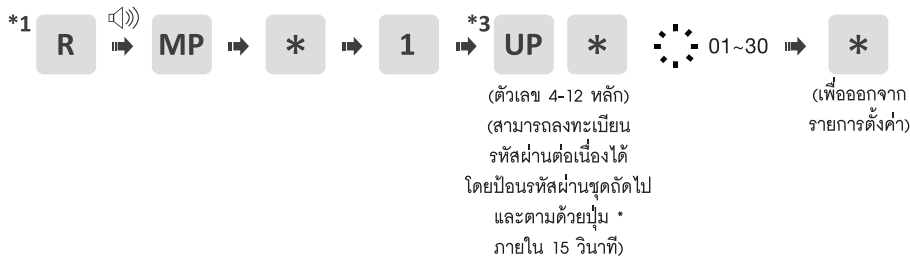 *1 R MP * 1 *3 UP * 01~30 *
(ตัวเลข 4-12 หลัก)
(สามารถลงทะเบียน
รหัสผ่านต่อเนื่องได้
โดยป้อนรหัสผ่านชุดถัดไป
และตามด้วยปุ่ม *
ภายใน 15 วินาที)
(เพื่อออกจาก
รายการตั้งค่า)